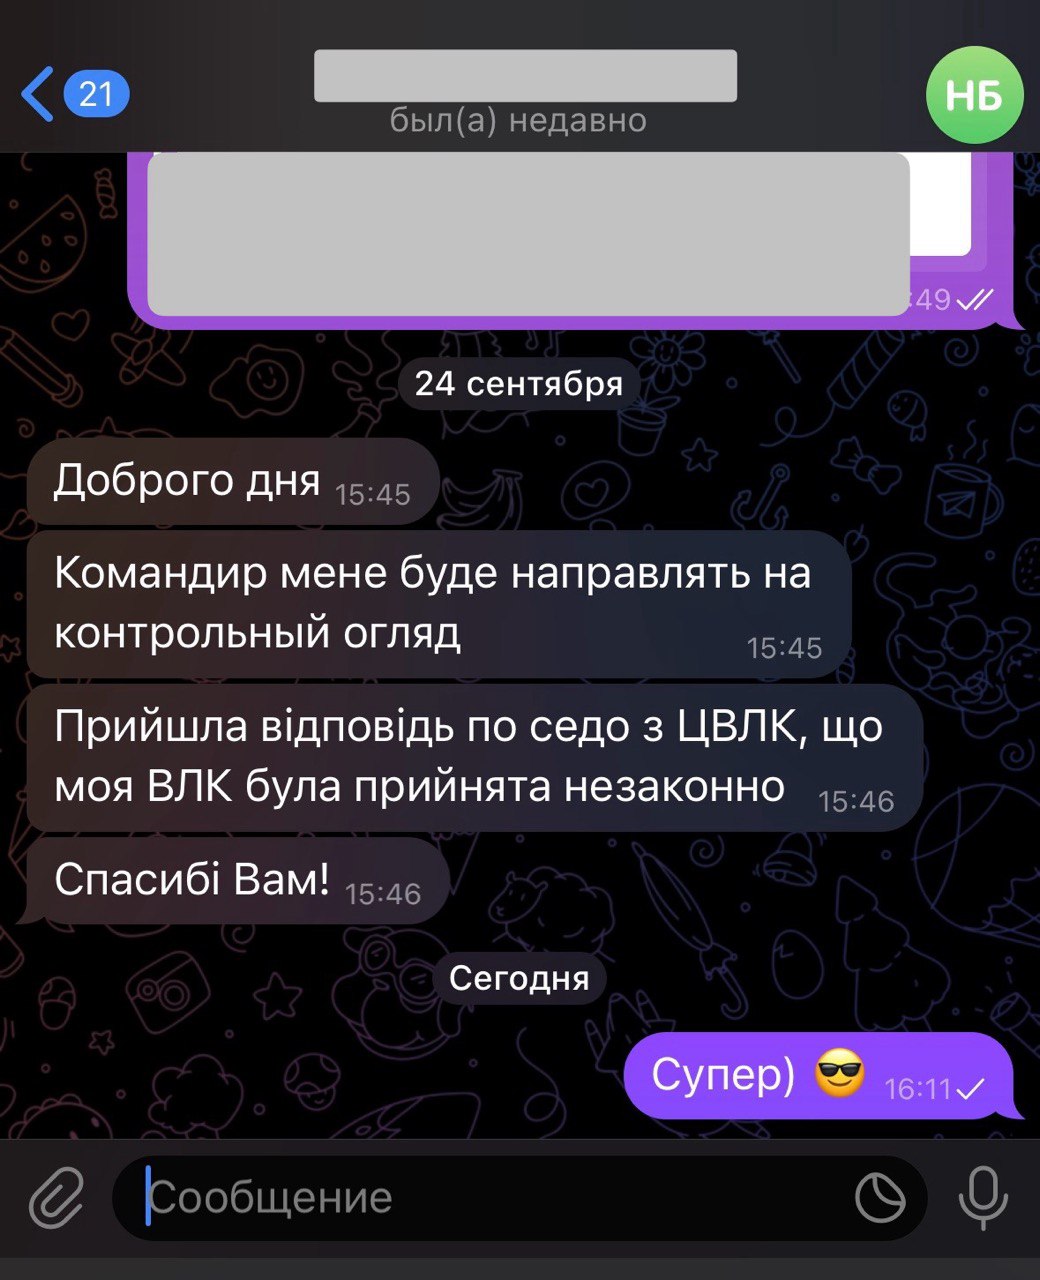 21
был(а) недавно
НБ
:49
24 сентября
Доброго дня 15:45
Командир мене буде направлять на
контрольный огляд 15:45
Прийшла відповідь по седо з ЦВЛК, що
моя ВЛК була прийнята незаконно 15:46
Спасибі Вам! 15:46
Сегодня
Супер) 😎 16:11
Сообщение